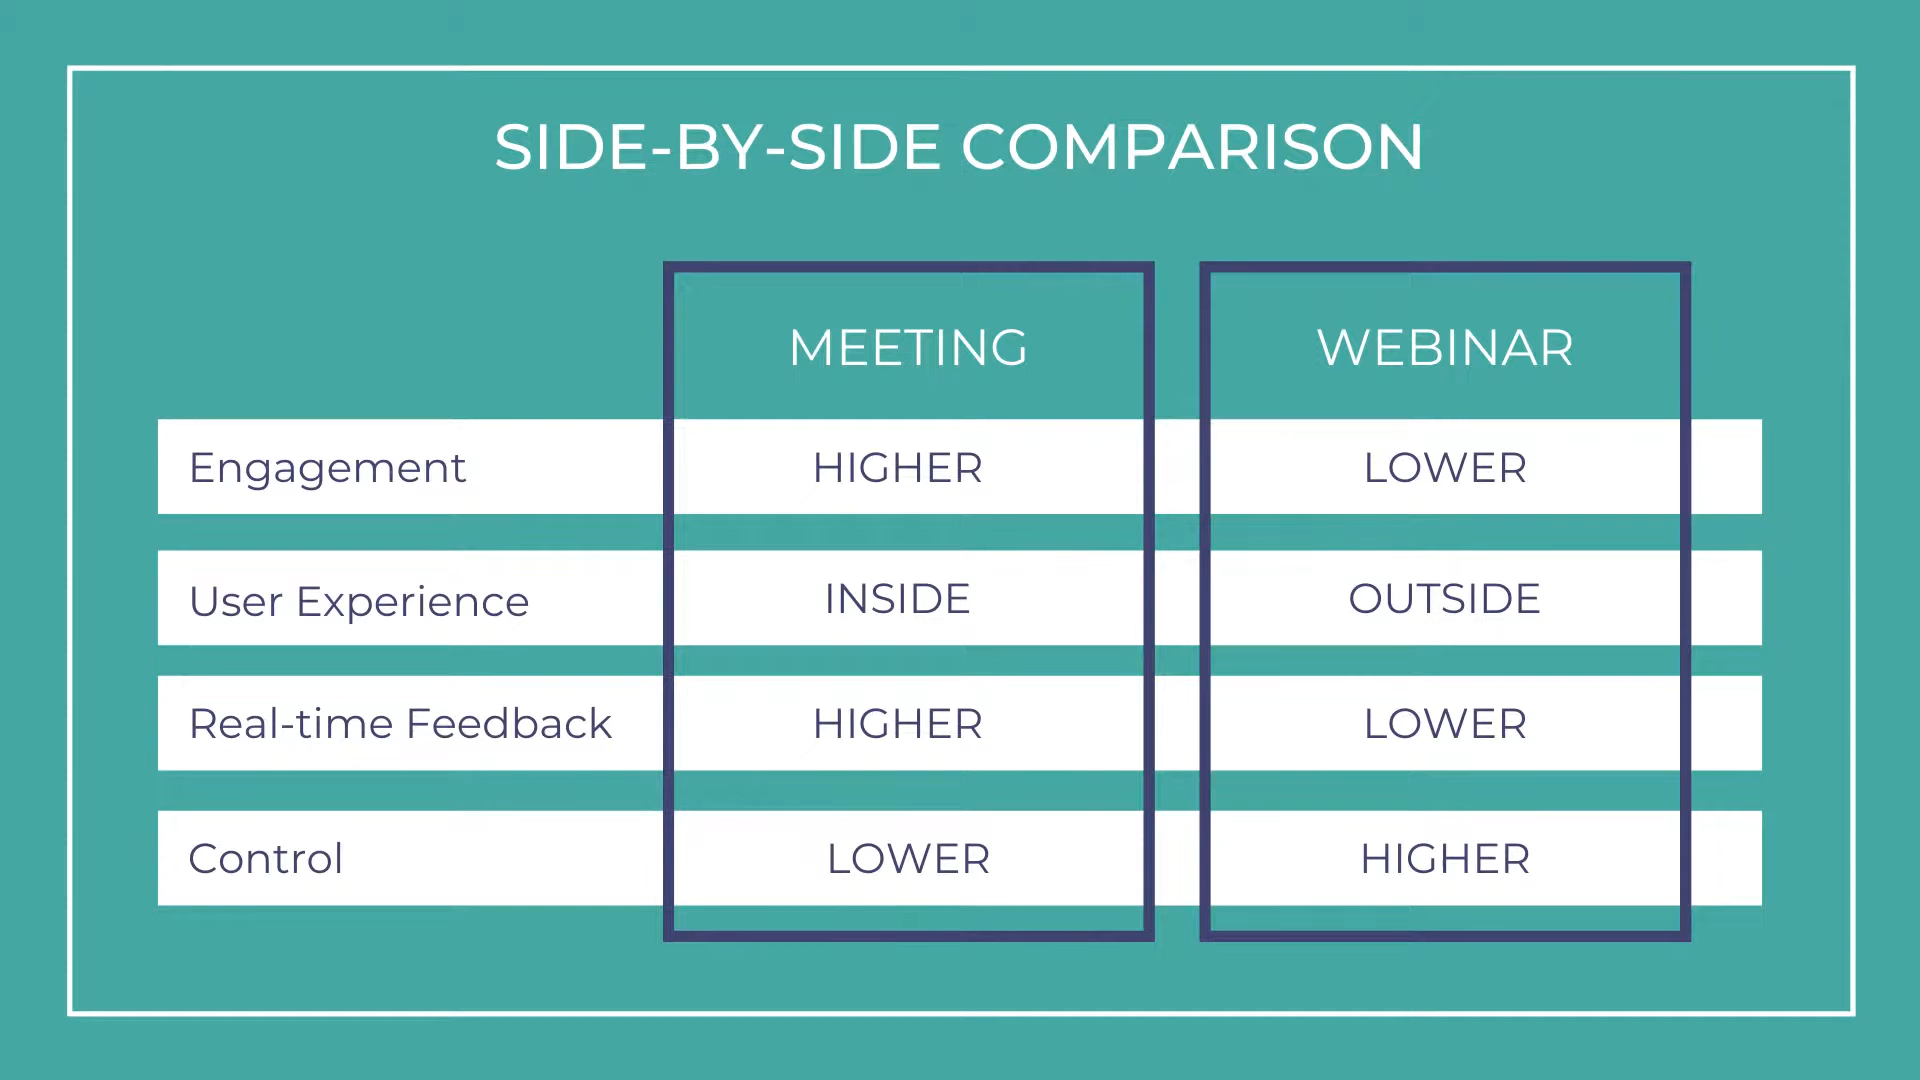 SIDE-BY-SIDE COMPARISON
MEETING WEBINAR
Engagement HIGHER LOWER
User Experience INSIDE OUTSIDE
Real-time Feedback HIGHER LOWER
Control LOWER HIGHER